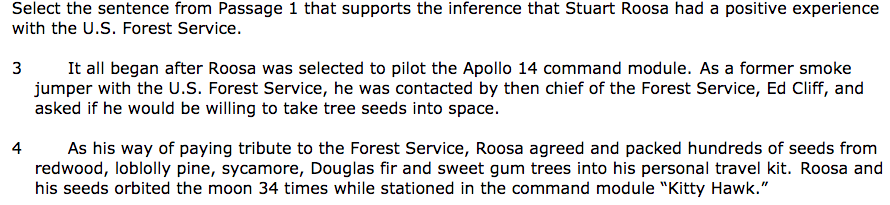 Select the sentence from Passage 1 that supports the inference that Stuart Roosa had a positive experience
with the U.S. Forest Service.
3 It all began after Roosa was selected to pilot the Apollo 14 command module. As a former smoke
jumper with the U.S. Forest Service, he was contacted by then chief of the Forest Service, Ed Cliff, and
asked if he would be willing to take tree seeds into space.
4 As his way of paying tribute to the Forest Service, Roosa agreed and packed hundreds of seeds from
redwood, loblolly pine, sycamore, Douglas fir and sweet gum trees into his personal travel kit. Roosa and
his seeds orbited the moon 34 times while stationed in the command module “Kitty Hawk.”